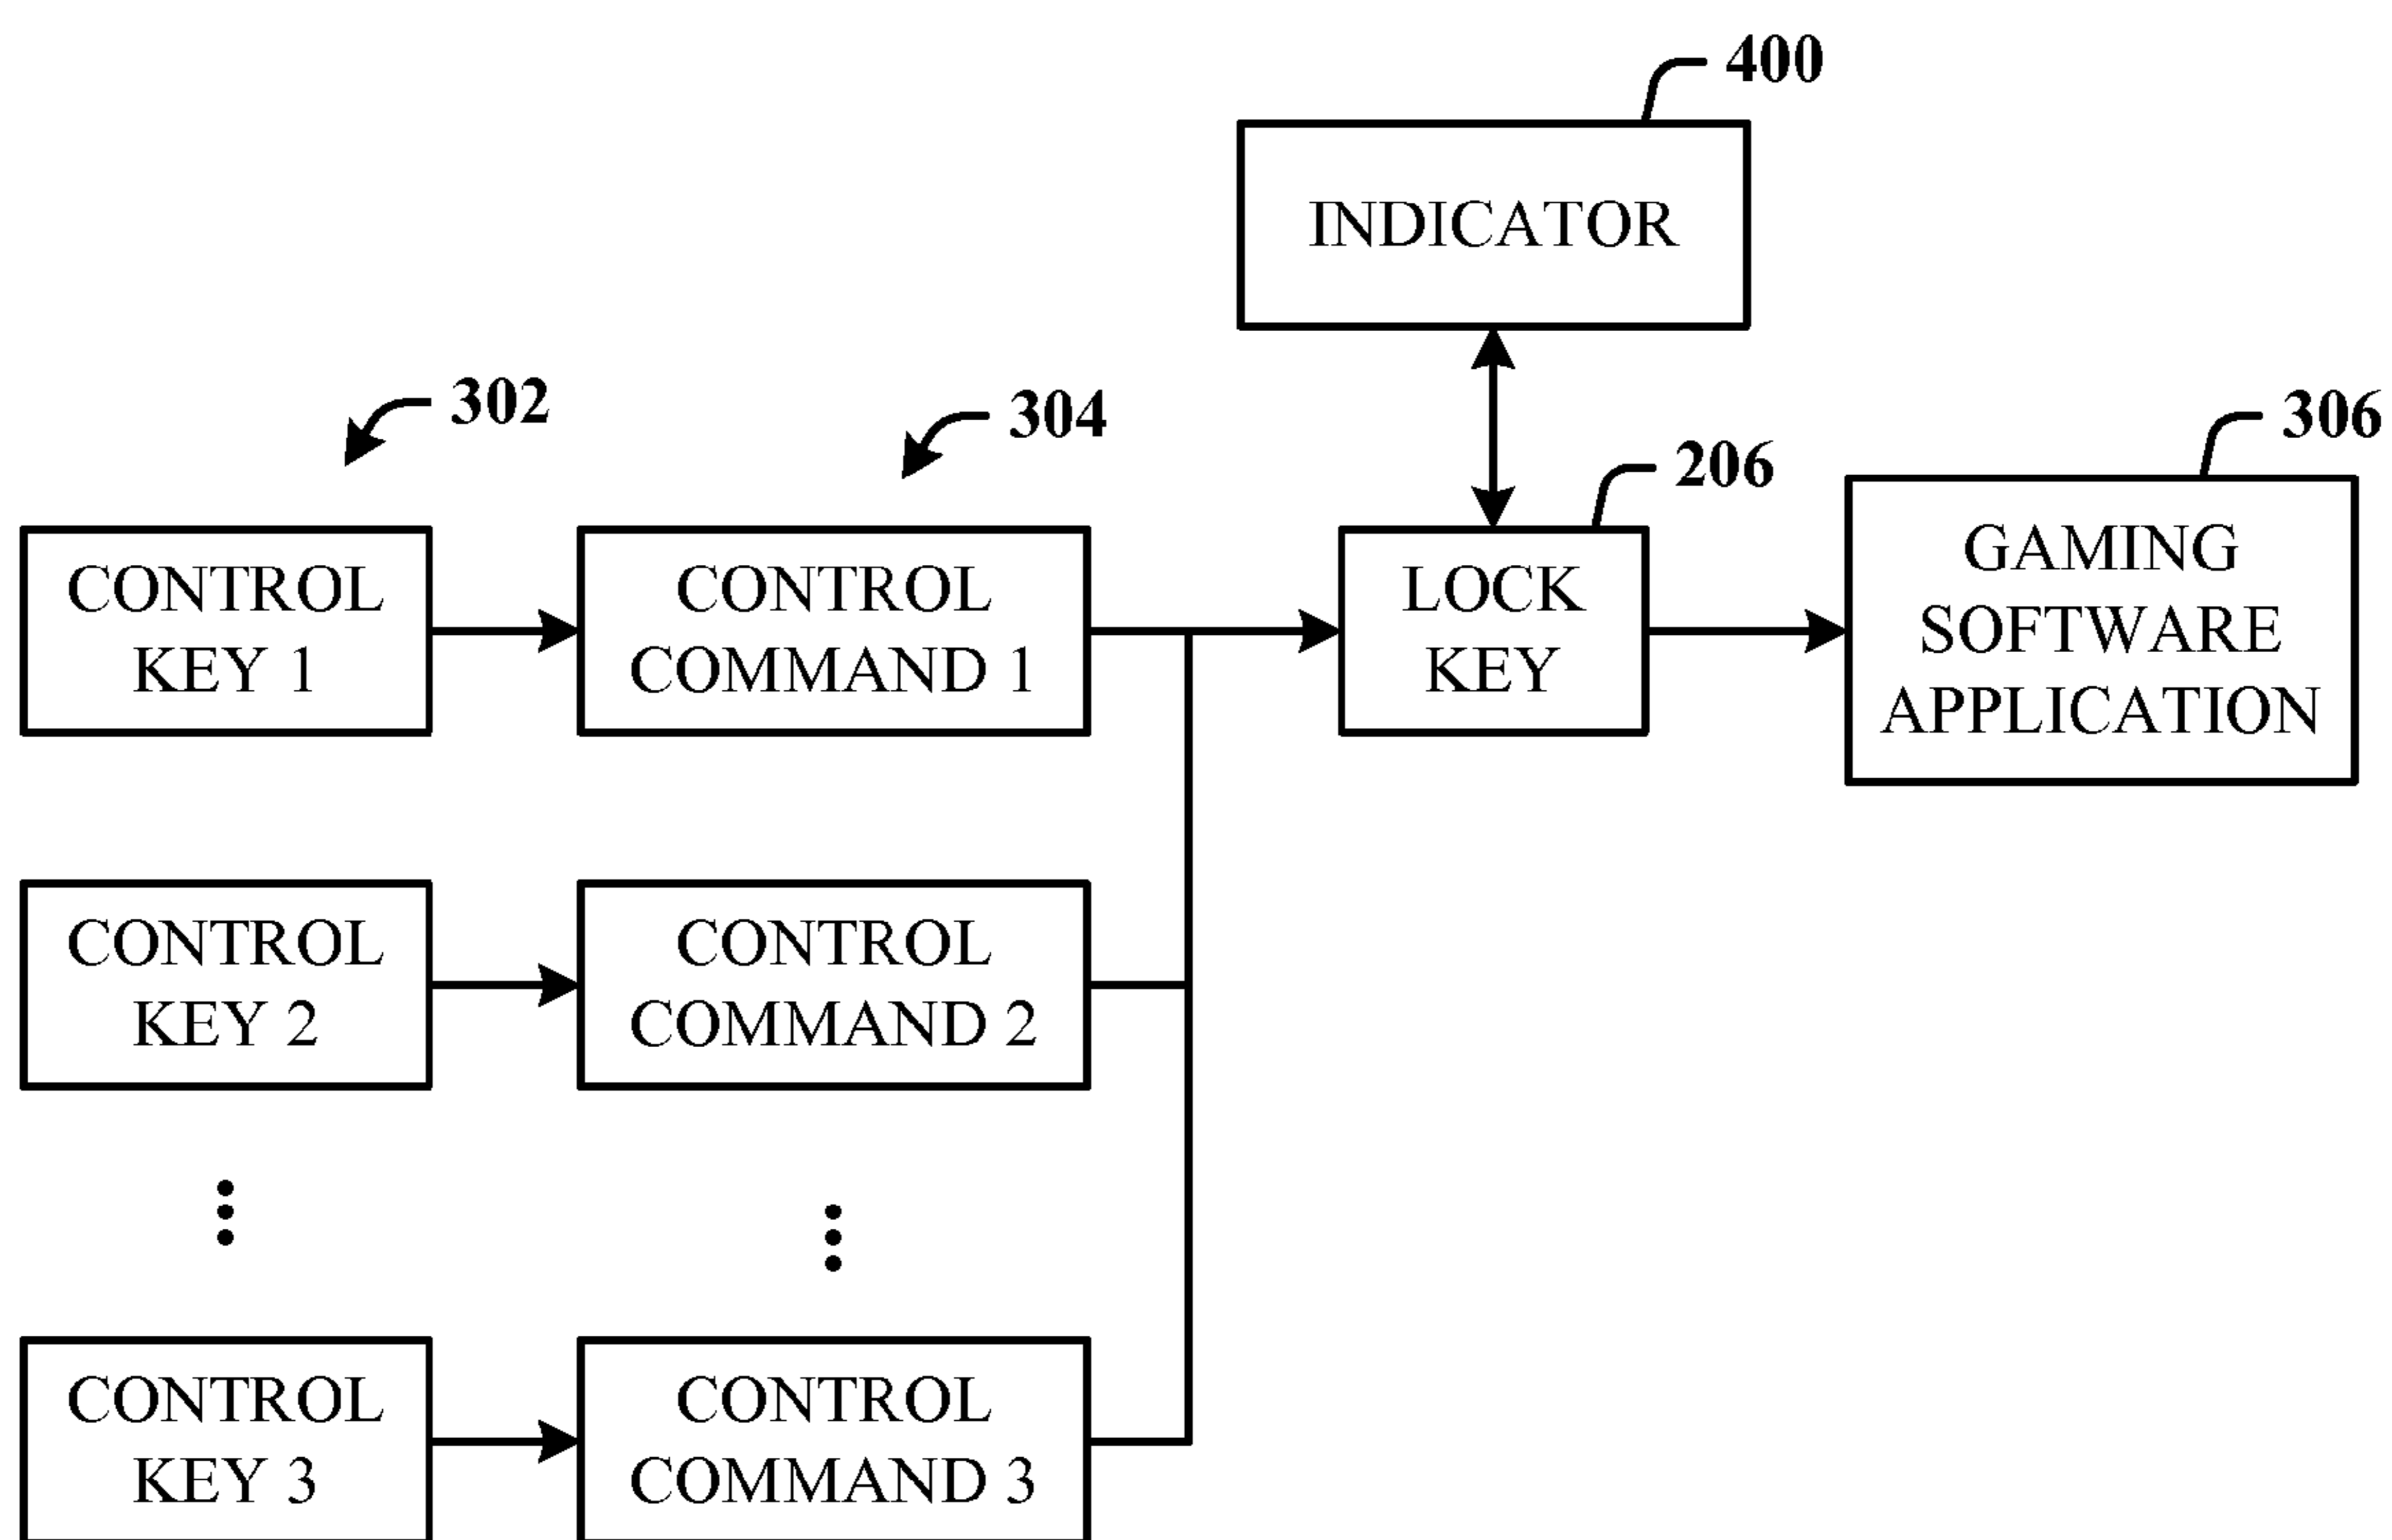 400
INDICATOR
302
304
206
306
CONTROL
KEY 1
CONTROL
COMMAND 1
LOCK
KEY
GAMING
SOFTWARE
APPLICATION
CONTROL
KEY 2
CONTROL
COMMAND 2
CONTROL
KEY 3
CONTROL
COMMAND 3